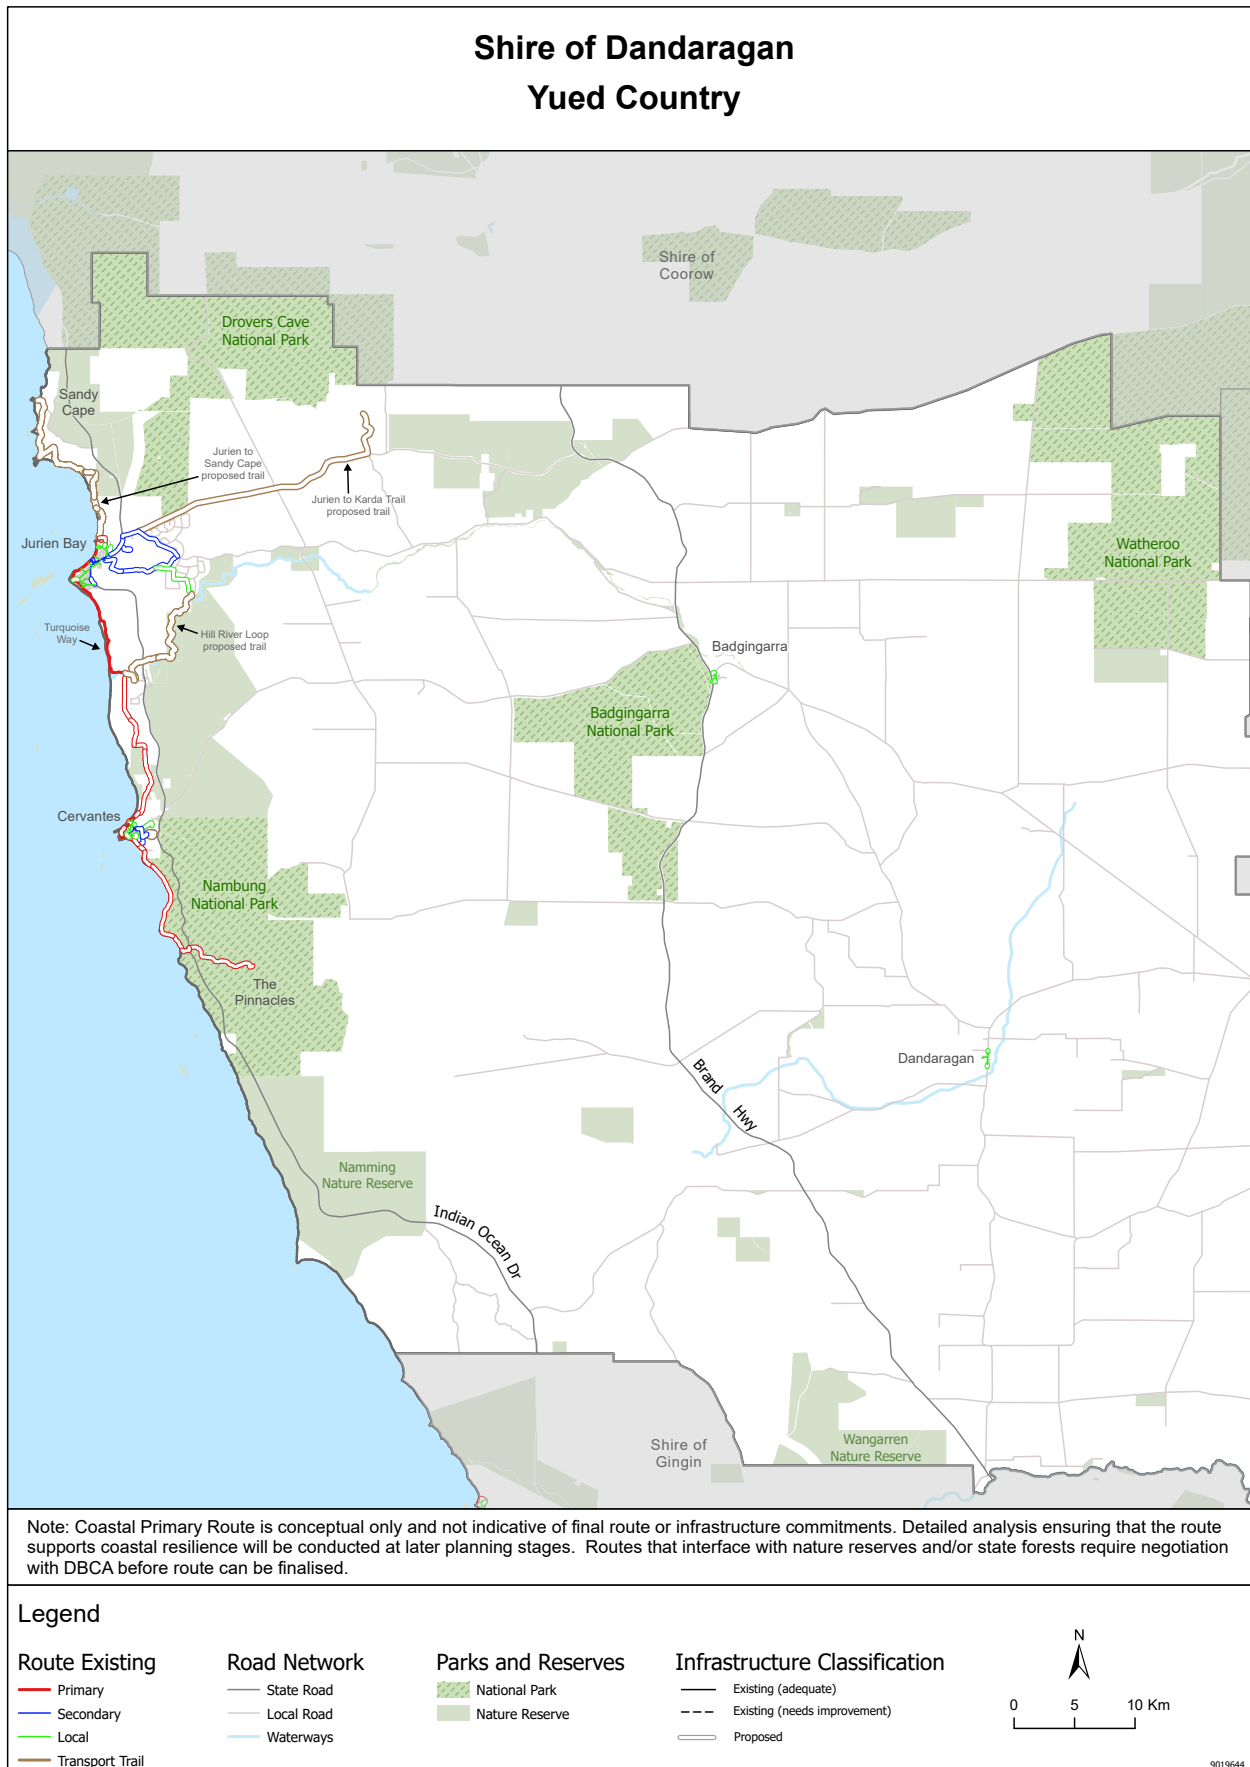 Shire of Dandaragan
Yued Country
Shire of
Coorow
Drovers Cave
National Park
Sandy
Cape
Jurien to
Sandy Cape
proposed trail
Jurien to Karda Trail
proposed trail
Jurien Bay
Watheroo
National Park
Turquoise
Way
Hill River Loop
proposed trail
Badgingarra
Badgingarra
National Park
Cervantes
Nambung
National Park
The
Pinnacles
Dandaragan
Brand Hwy
Namming
Nature Reserve
Indian Ocean Dr
Shire of
Gingin
Wangarren
Nature Reserve
Note: Coastal Primary Route is conceptual only and not indicative of final route or infrastructure commitments. Detailed analysis ensuring that the route
supports coastal resilience will be conducted at later planning stages.  Routes that interface with nature reserves and/or state forests require negotiation
with DBCA before route can be finalised.
Legend
Route Existing
Primary
Secondary
Local
Transport Trail
Road Network
State Road
Local Road
Waterways
Parks and Reserves
National Park
Nature Reserve
Infrastructure Classification
Existing (adequate)
Existing (needs improvement)
Proposed
N
0 5 10 Km
9019644